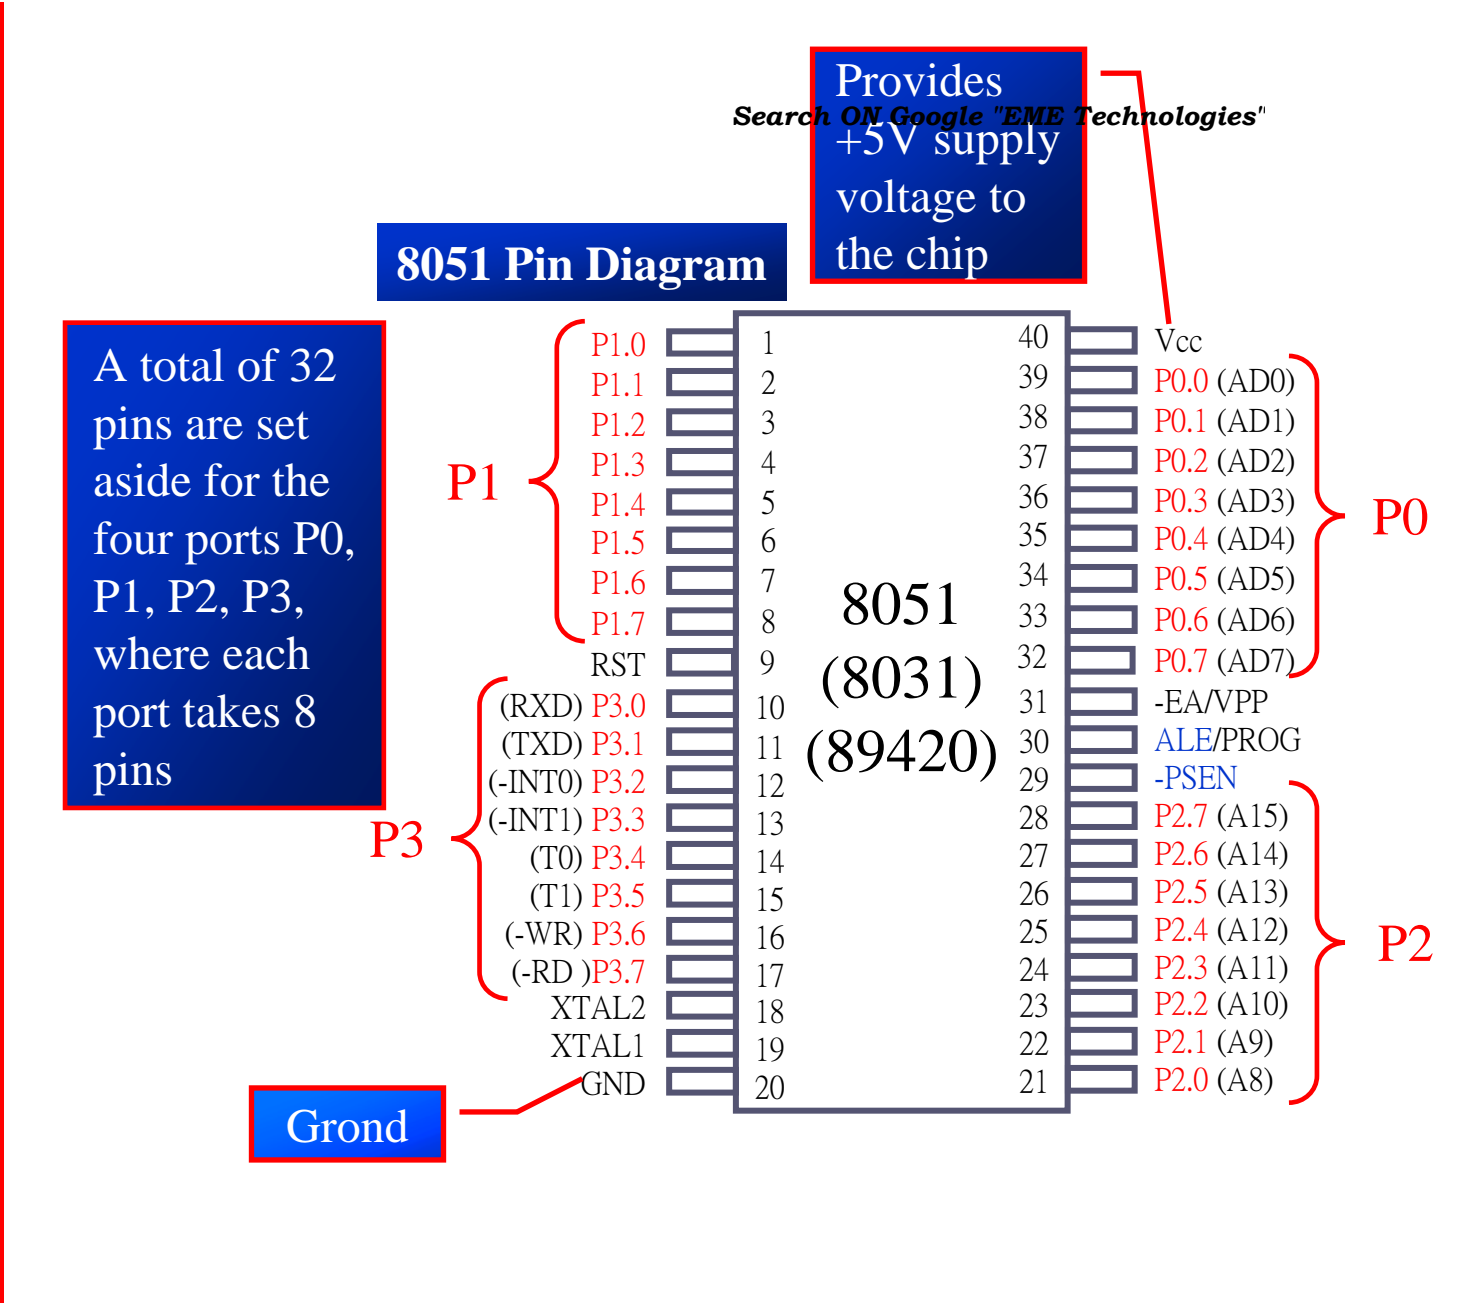 Provides
Search ON Google "EME Technologies"
+5V supply
voltage to
the chip
8051 Pin Diagram
A total of 32
pins are set
aside for the
four ports P0,
P1, P2, P3,
where each
port takes 8
pins
P1
P1.0 1
P1.1 2
P1.2 3
P1.3 4
P1.4 5
P1.5 6
P1.6 7
P1.7 8
RST 9
P3
(RXD) P3.0 10
(TXD) P3.1 11
(-INT0) P3.2 12
(-INT1) P3.3 13
(T0) P3.4 14
(T1) P3.5 15
(-WR) P3.6 16
(-RD )P3.7 17
XTAL2 18
XTAL1 19
GND 20
Grond
8051
(8031)
(89420)
40 Vcc
39 P0.0 (AD0)
38 P0.1 (AD1)
37 P0.2 (AD2)
36 P0.3 (AD3)
35 P0.4 (AD4)
34 P0.5 (AD5)
33 P0.6 (AD6)
32 P0.7 (AD7)
P0
31 -EA/VPP
30 ALE/PROG
29 -PSEN
28 P2.7 (A15)
27 P2.6 (A14)
26 P2.5 (A13)
25 P2.4 (A12)
24 P2.3 (A11)
23 P2.2 (A10)
22 P2.1 (A9)
21 P2.0 (A8)
P2